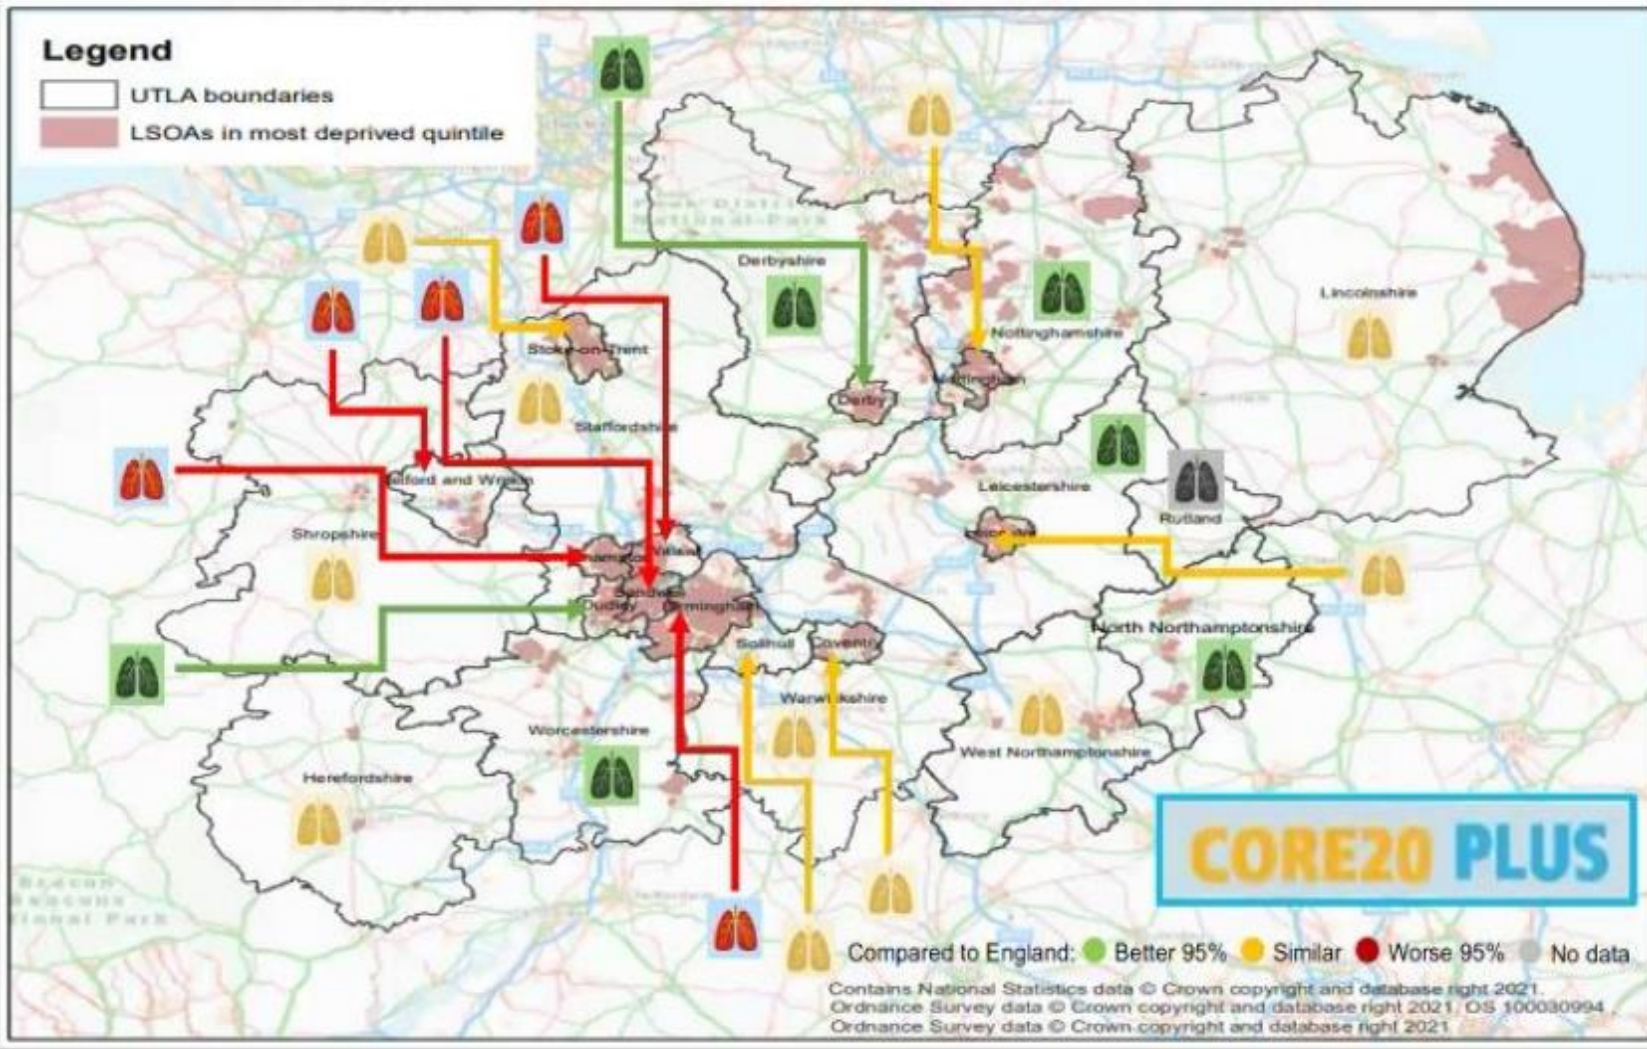 Legend
UTLA boundaries
LSOAs in most deprived quintile
Derbyshire
Lincolnshire
Nottinghamshire
Stoke-on-Trent
Derby
Staffordshire
Leicestershire
Rutland
Shropshire
Dudley
Birmingham
North Northamptonshire
Solihull
Coventry
Warwickshire
Worcestershire
West Northamptonshire
Herefordshire
CORE20 PLUS
Compared to England: Better 95% Similar Worse 95% No data
Contains National Statistics data © Crown copyright and database right 2021.
Ordnance Survey data © Crown copyright and database right 2021. OS 100030994 .
Ordnance Survey data © Crown copyright and database right 2021